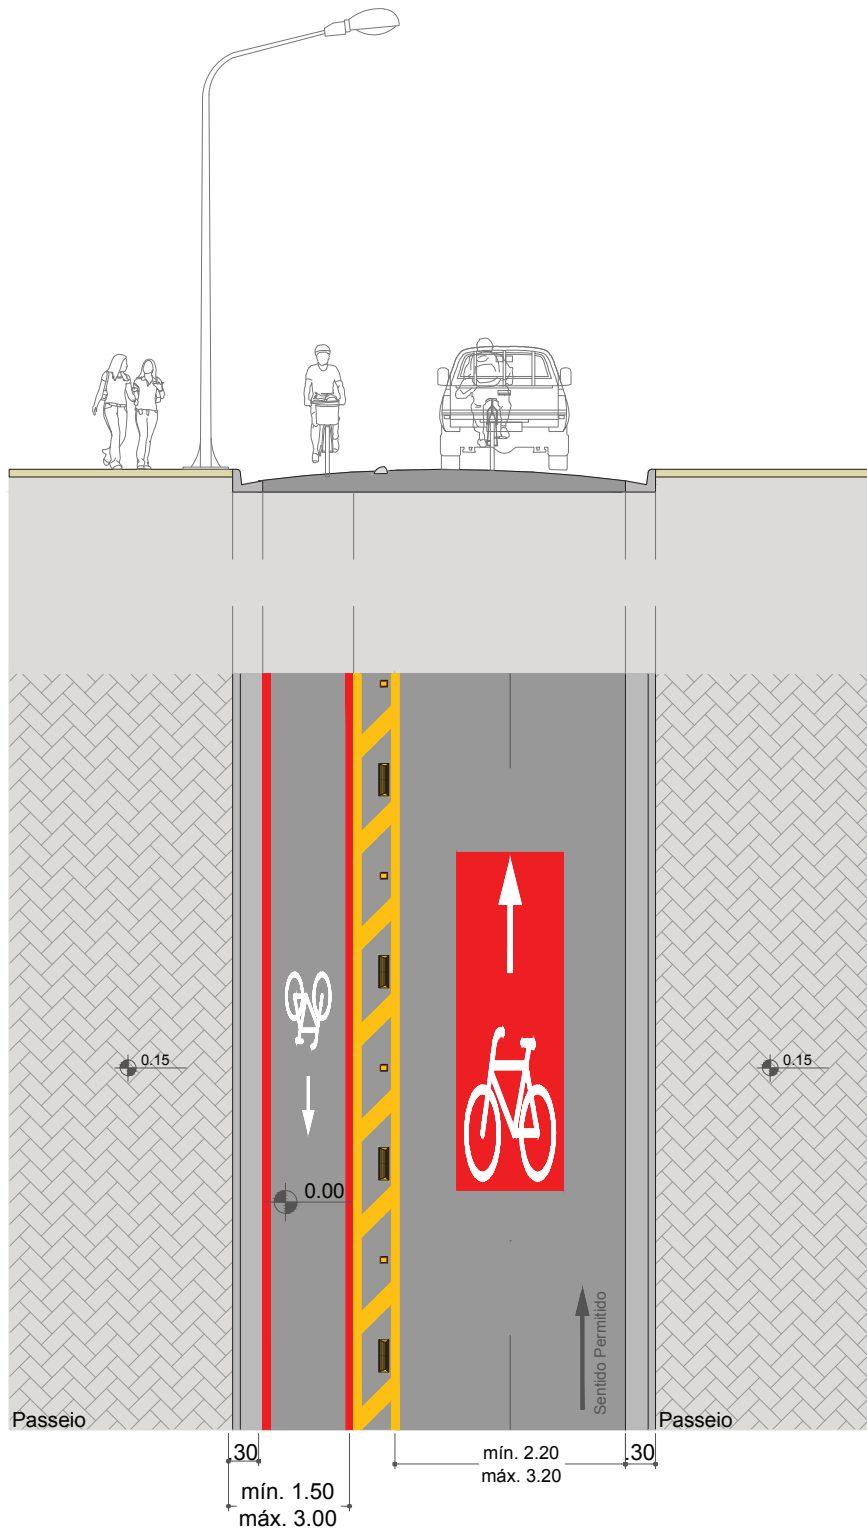 0.15
0.15
0.00
Sentido Permitido
Passeio
Passeio
.30
mín. 1.50
máx. 3.00
mín. 2.20
máx. 3.20
.30